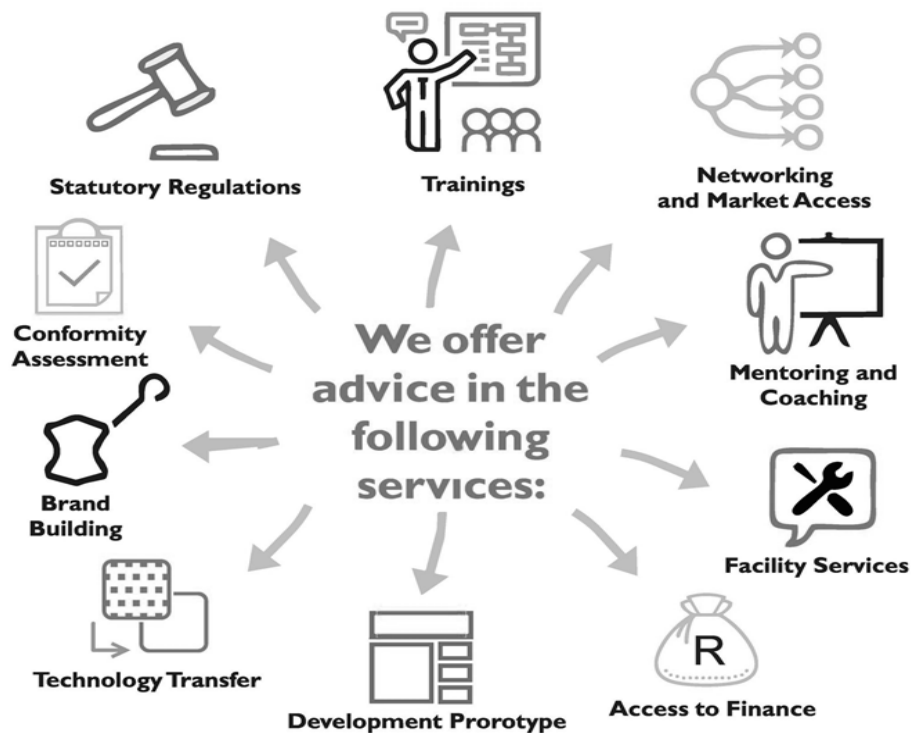 Statutory Regulations
Trainings
Networking
and Market Access
Conformity
Assessment
We offer
advice in the
following
services:
Mentoring and
Coaching
Brand
Building
Facility Services
Technology Transfer
Development Prorotype
R
Access to Finance